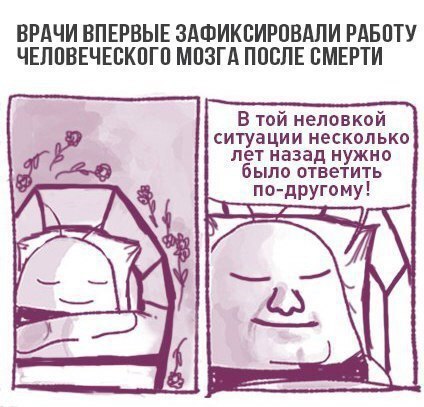 ВРАЧИ ВПЕРВЫЕ ЗАФИКСИРОВАЛИ РАБОТУ
ЧЕЛОВЕЧЕСКОГО МОЗГА ПОСЛЕ СМЕРТИ
В той неловкой
ситуации несколько
лет назад нужно
было ответить
по-другому!